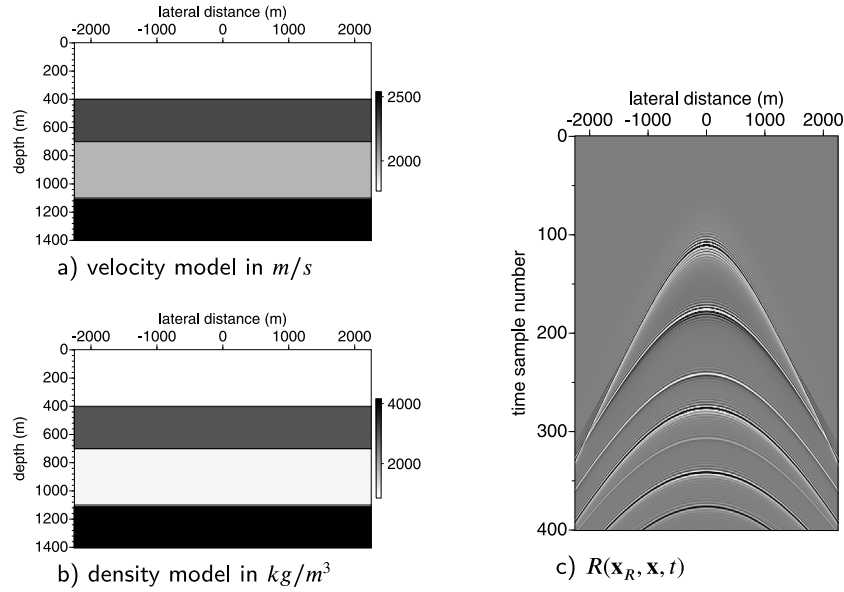 lateral distance (m)
-2000 -1000 0 1000 2000
0
200
400
600
800
1000
1200
1400
depth (m)
2500
2000
a) velocity model in m/s
lateral distance (m)
-2000 -1000 0 1000 2000
0
200
400
600
800
1000
1200
1400
depth (m)
4000
2000
b) density model in kg/m³
lateral distance (m)
-2000 -1000 0 1000 2000
0
100
200
300
400
time sample number
c) R(x_R, x, t)